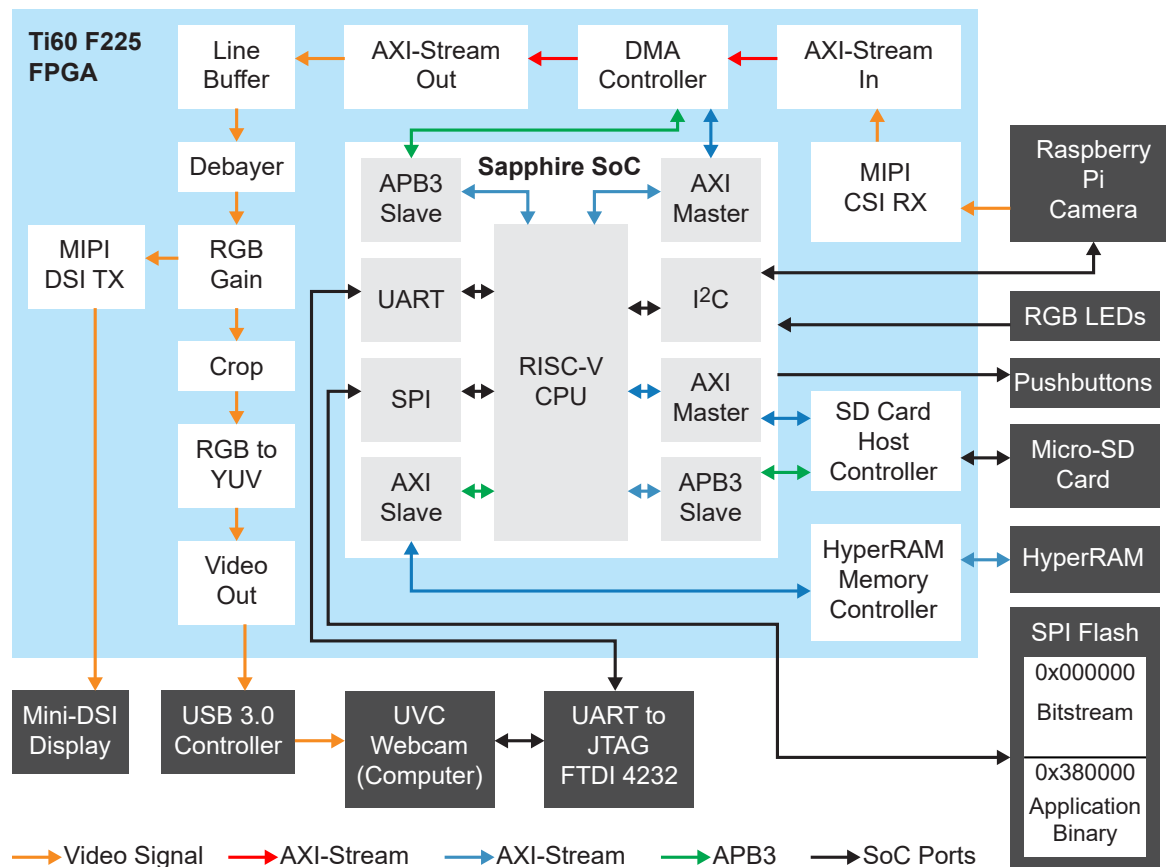 Ti60 F225
FPGA
Line
Buffer
AXI-Stream
Out
DMA
Controller
AXI-Stream
In
Debayer
Sapphire SoC
APB3
Slave
AXI
Master
MIPI
CSI RX
Raspberry
Pi
Camera
MIPI
DSI TX
RGB
Gain
UART
I²C
RGB LEDs
Crop
SPI
RISC-V
CPU
AXI
Master
Pushbuttons
SD Card
Host
Controller
RGB to
YUV
Micro-SD
Card
AXI
Slave
APB3
Slave
Video
Out
HyperRAM
Memory
Controller
HyperRAM
SPI Flash
0x000000
Bitstream
0x380000
Application
Binary
Mini-DSI
Display
USB 3.0
Controller
UVC
Webcam
(Computer)
UART to
JTAG
FTDI 4232
Video Signal
AXI-Stream
AXI-Stream
APB3
SoC Ports